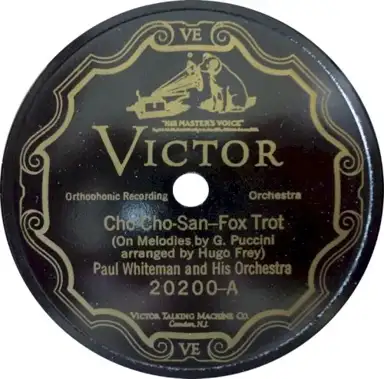 VE
"HIS MASTER'S VOICE"
VICTOR
Orthophonic Recording Orchestra
Cho-Cho-San–Fox Trot
(On Melodies by G. Puccini
arranged by Hugo Frey)
Paul Whiteman and His Orchestra
20200-A
VICTOR TALKING MACHINE CO.
Camden, N.J.
VE